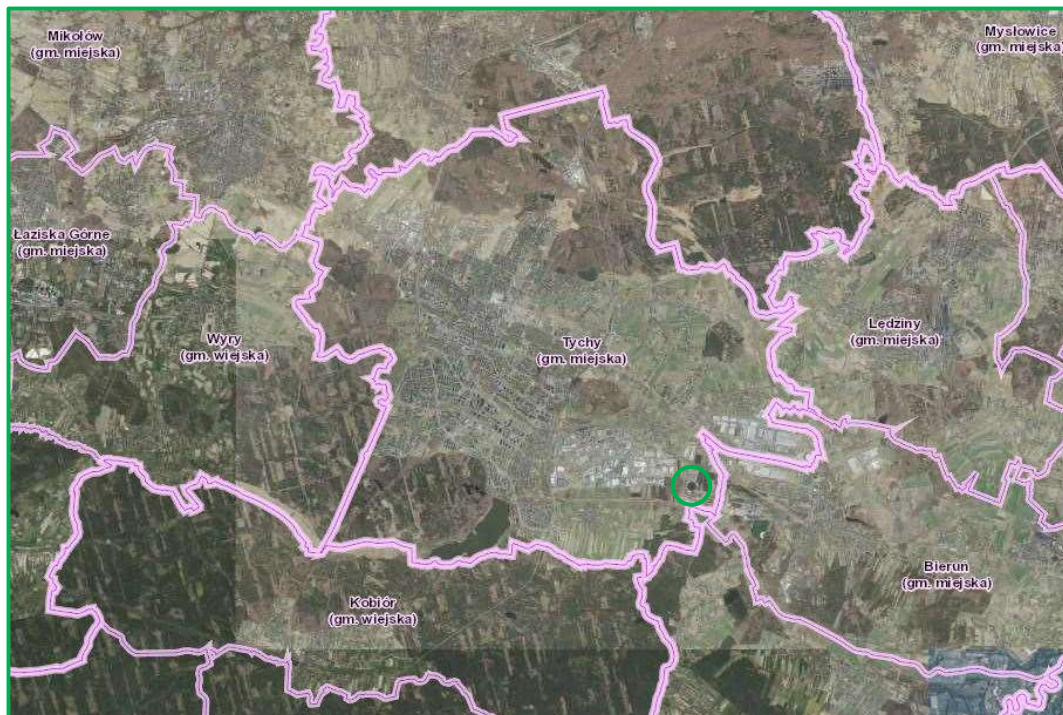 Mikołów
(gm. miejska)
Mysłowice
(gm. miejska)
Łaziska Górne
(gm. miejska)
Wyry
(gm. wiejska)
Tychy
(gm. miejska)
Lędziny
(gm. miejska)
Kobiór
(gm. wiejska)
Bieruń
(gm. miejska)